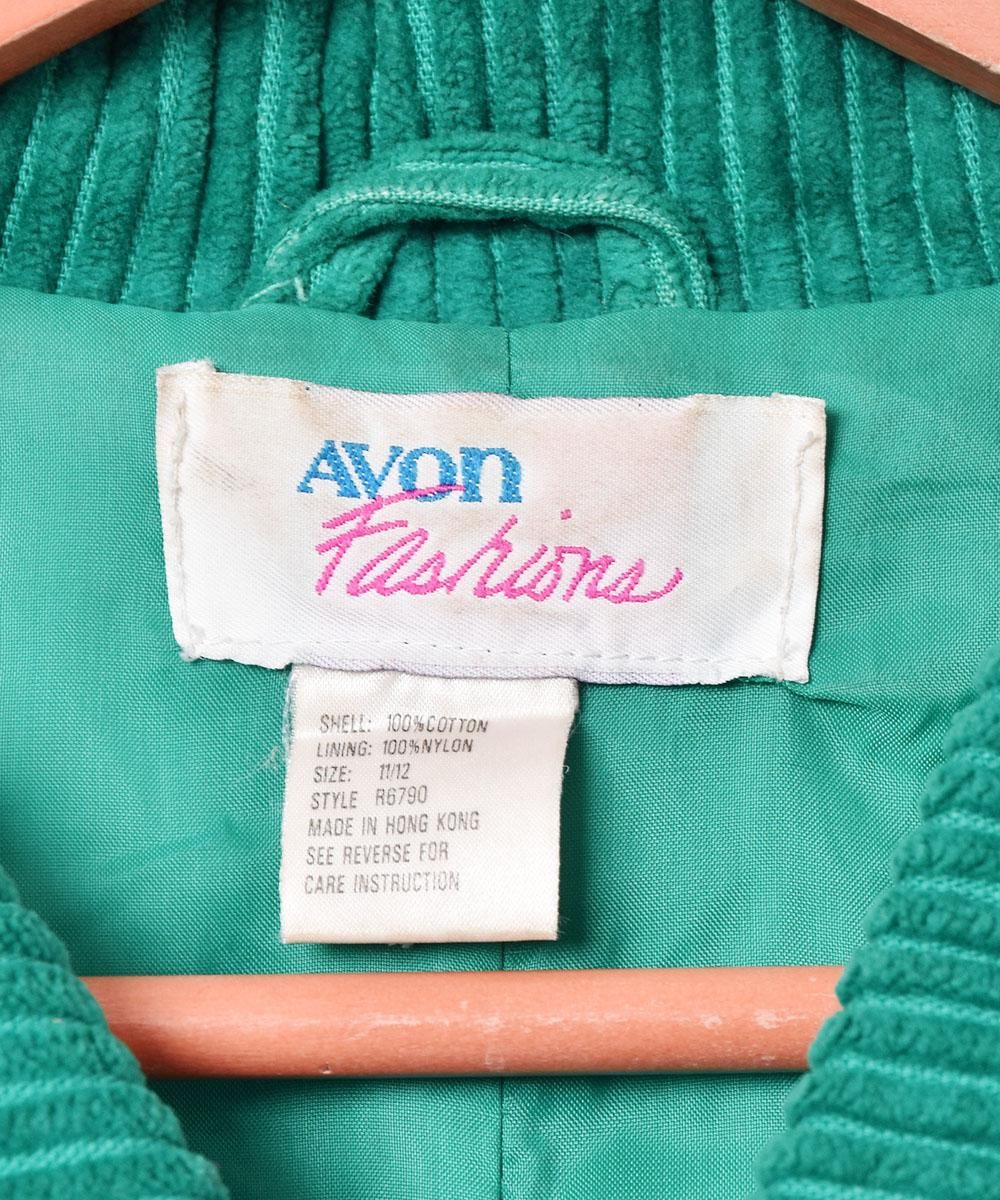 AVON
Fashions
SHELL: 100% COTTON
LINING: 100% NYLON
SIZE: 11/12
STYLE R6790
MADE IN HONG KONG
SEE REVERSE FOR
CARE INSTRUCTION